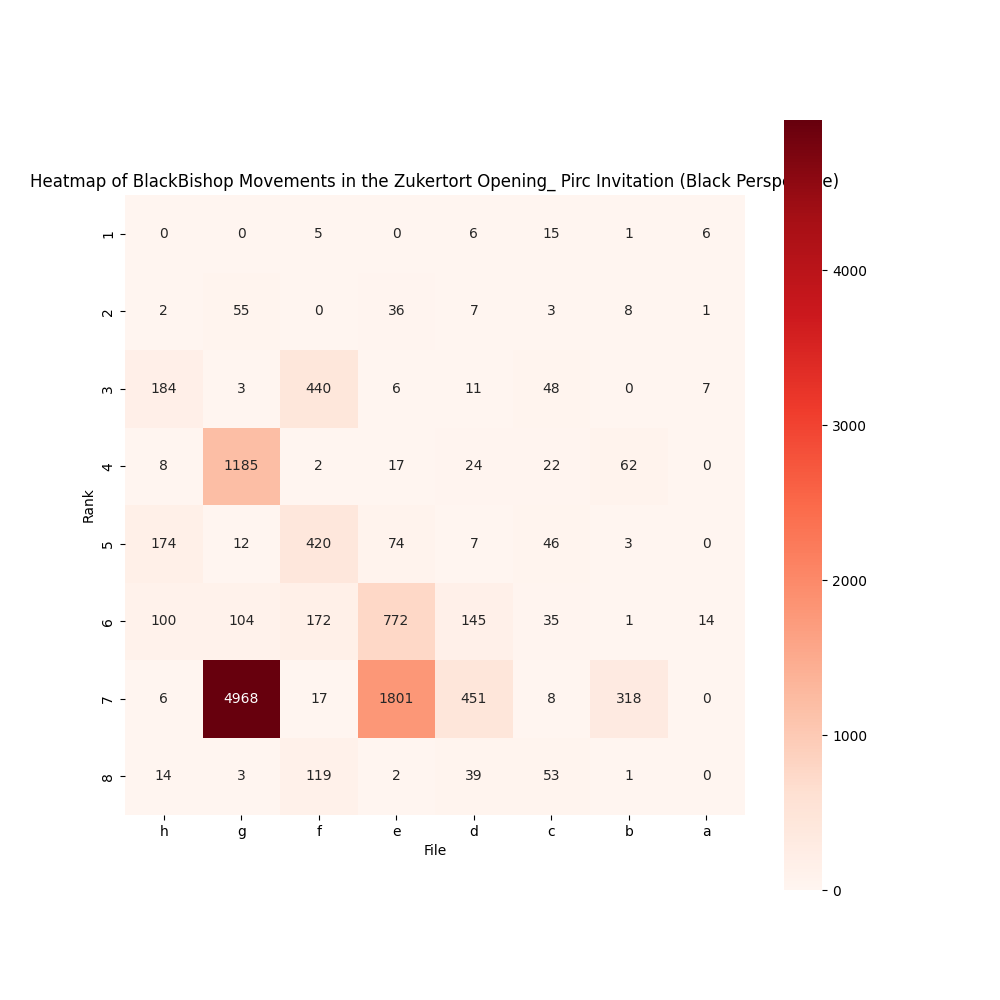 Heatmap of BlackBishop Movements in the Zukertort Opening_ Pirc Invitation (Black Perspective)
1 0 0 5 0 6 15 1 6
4000
2 2 55 0 36 7 3 8 1
3 184 3 440 6 11 48 0 7
3000
4 8 1185 2 17 24 22 62 0
Rank
5 174 12 420 74 7 46 3 0
2000
6 100 104 172 772 145 35 1 14
7 6 4968 17 1801 451 8 318 0
1000
8 14 3 119 2 39 53 1 0
h g f e d c b a
File
0